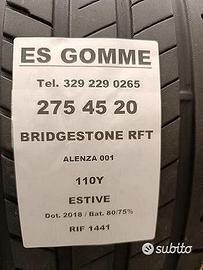 ES GOMME
Tel. 329 229 0265
275 45 20
BRIDGESTONE RFT
ALENZA 001
110Y
ESTIVE
Dot. 2018 / Bat. 80/75%
RIF 1441
subito